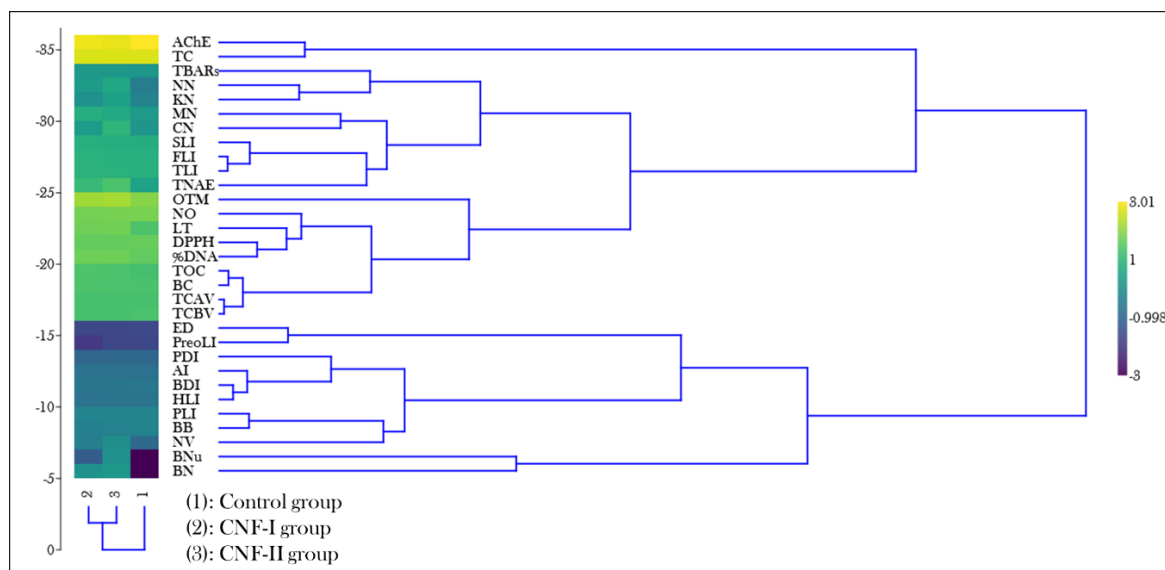 -35
-30
-25
-20
-15
-10
-5
0
AChE
TC
TBARs
NN
KN
MN
CN
SLI
FLI
TLI
TNAE
OTM
NO
LT
DPPH
%DNA
TOC
BC
TCAV
TCBV
ED
PreoLI
PDI
AI
BDI
HLI
PLI
BB
NV
BNu
BN
2 3 1
(1): Control group
(2): CNF-I group
(3): CNF-II group
8.01
1
-0.998
-8